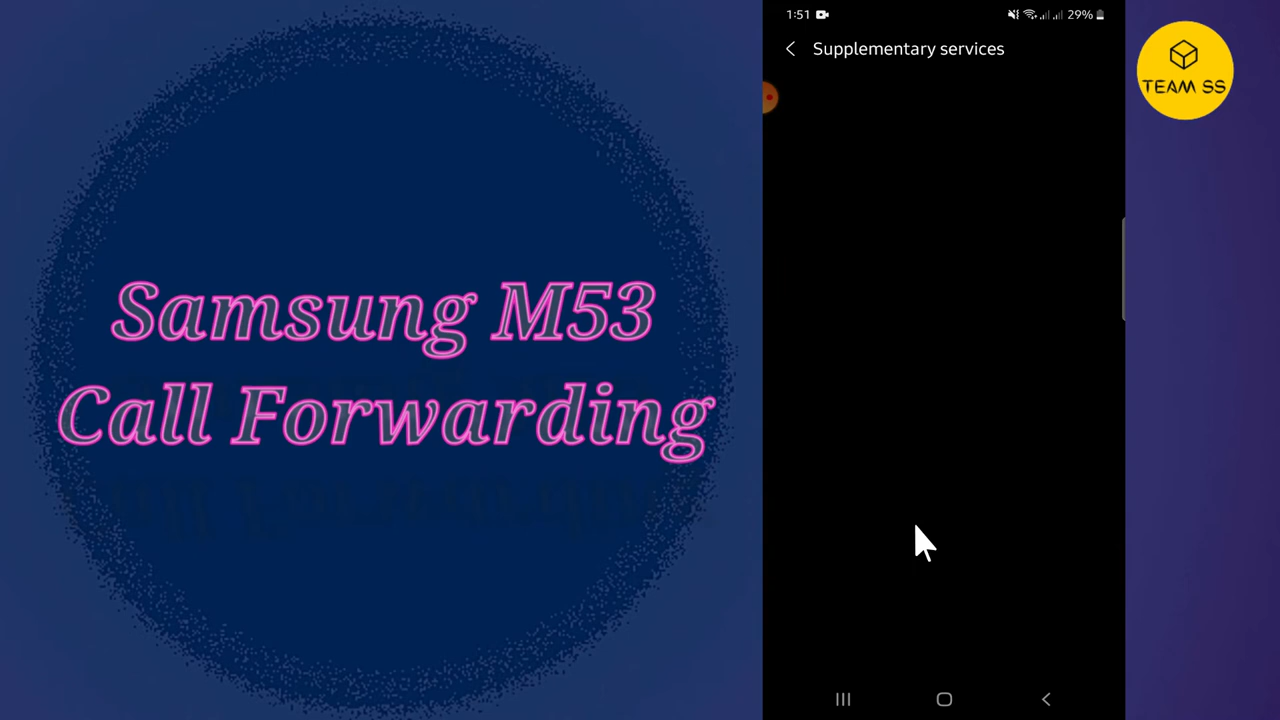 1:51
29%
Supplementary services
TEAM SS
Samsung M53
Call Forwarding